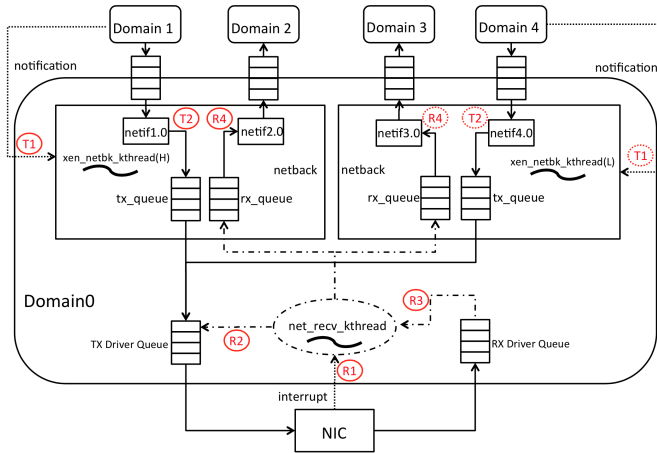 Domain 1
Domain 2
Domain 3
Domain 4
notification
notification
T1
T2
R4
R4
T2
T1
netif1.0
netif2.0
netif3.0
netif4.0
xen_netbk_kthread(H)
xen_netbk_kthread(L)
netback
netback
tx_queue
rx_queue
rx_queue
tx_queue
Domain0
R3
net_recv_kthread
TX Driver Queue
R2
RX Driver Queue
R1
interrupt
NIC